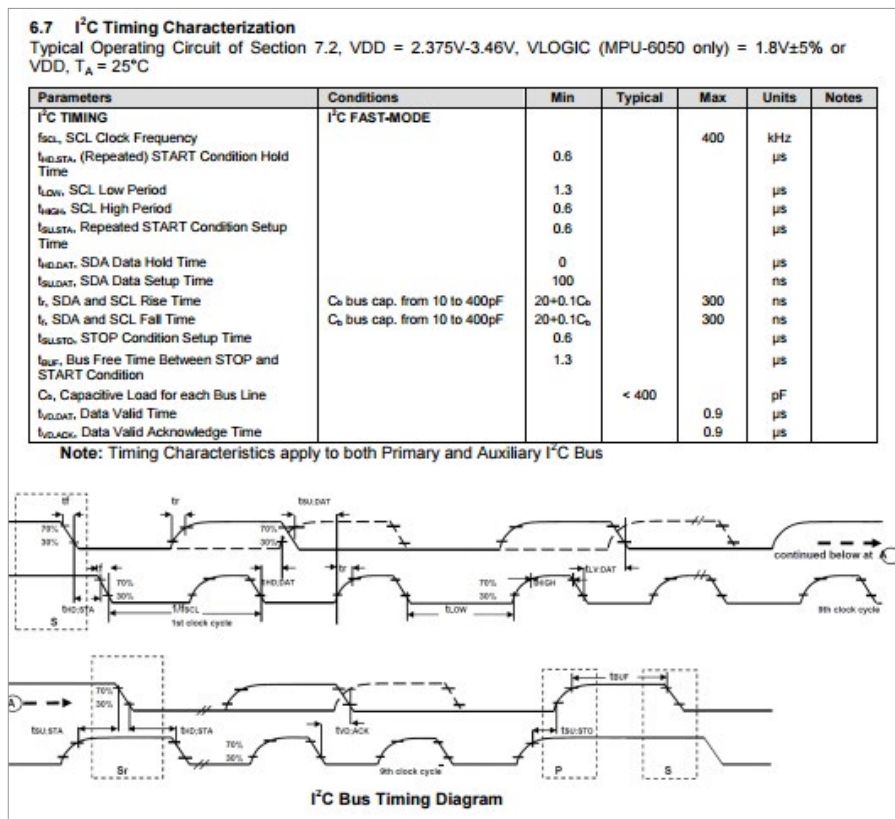 6.7 I²C Timing Characterization
Typical Operating Circuit of Section 7.2, VDD = 2.375V-3.46V, VLOGIC (MPU-6050 only) = 1.8V±5% or
VDD, TA = 25°C
Parameters Conditions Min Typical Max Units Notes
I²C TIMING I²C FAST-MODE
fSCL, SCL Clock Frequency 400 kHz
tHD.STA, (Repeated) START Condition Hold Time 0.6 µs
tLOW, SCL Low Period 1.3 µs
tHIGH, SCL High Period 0.6 µs
tSU.STA, Repeated START Condition Setup Time 0.6 µs
tHD.DAT, SDA Data Hold Time 0 µs
tSU.DAT, SDA Data Setup Time 100 ns
tr, SDA and SCL Rise Time Cb bus cap. from 10 to 400pF 20+0.1Cb 300 ns
tf, SDA and SCL Fall Time Cb bus cap. from 10 to 400pF 20+0.1Cb 300 ns
tSU.STO, STOP Condition Setup Time 0.6 µs
tBUF, Bus Free Time Between STOP and START Condition 1.3 µs
Cb, Capacitive Load for each Bus Line < 400 pF
tVD.DAT, Data Valid Time 0.9 µs
tVD.ACK, Data Valid Acknowledge Time 0.9 µs
Note: Timing Characteristics apply to both Primary and Auxiliary I²C Bus
tf tr tSU:DAT
70% 70%
30% 30%
continued below at A
tf 70% tHD:DAT tr 70% tHIGH tLV:DAT
30% 30%
tHD:STA 1/fSCL tLOW
S 1st clock cycle 9th clock cycle
tBUF
70%
A 30%
tSU:STA tHD:STA tVD:ACK tSU:STO
70%
30%
Sr 9th clock cycle P S
I²C Bus Timing Diagram